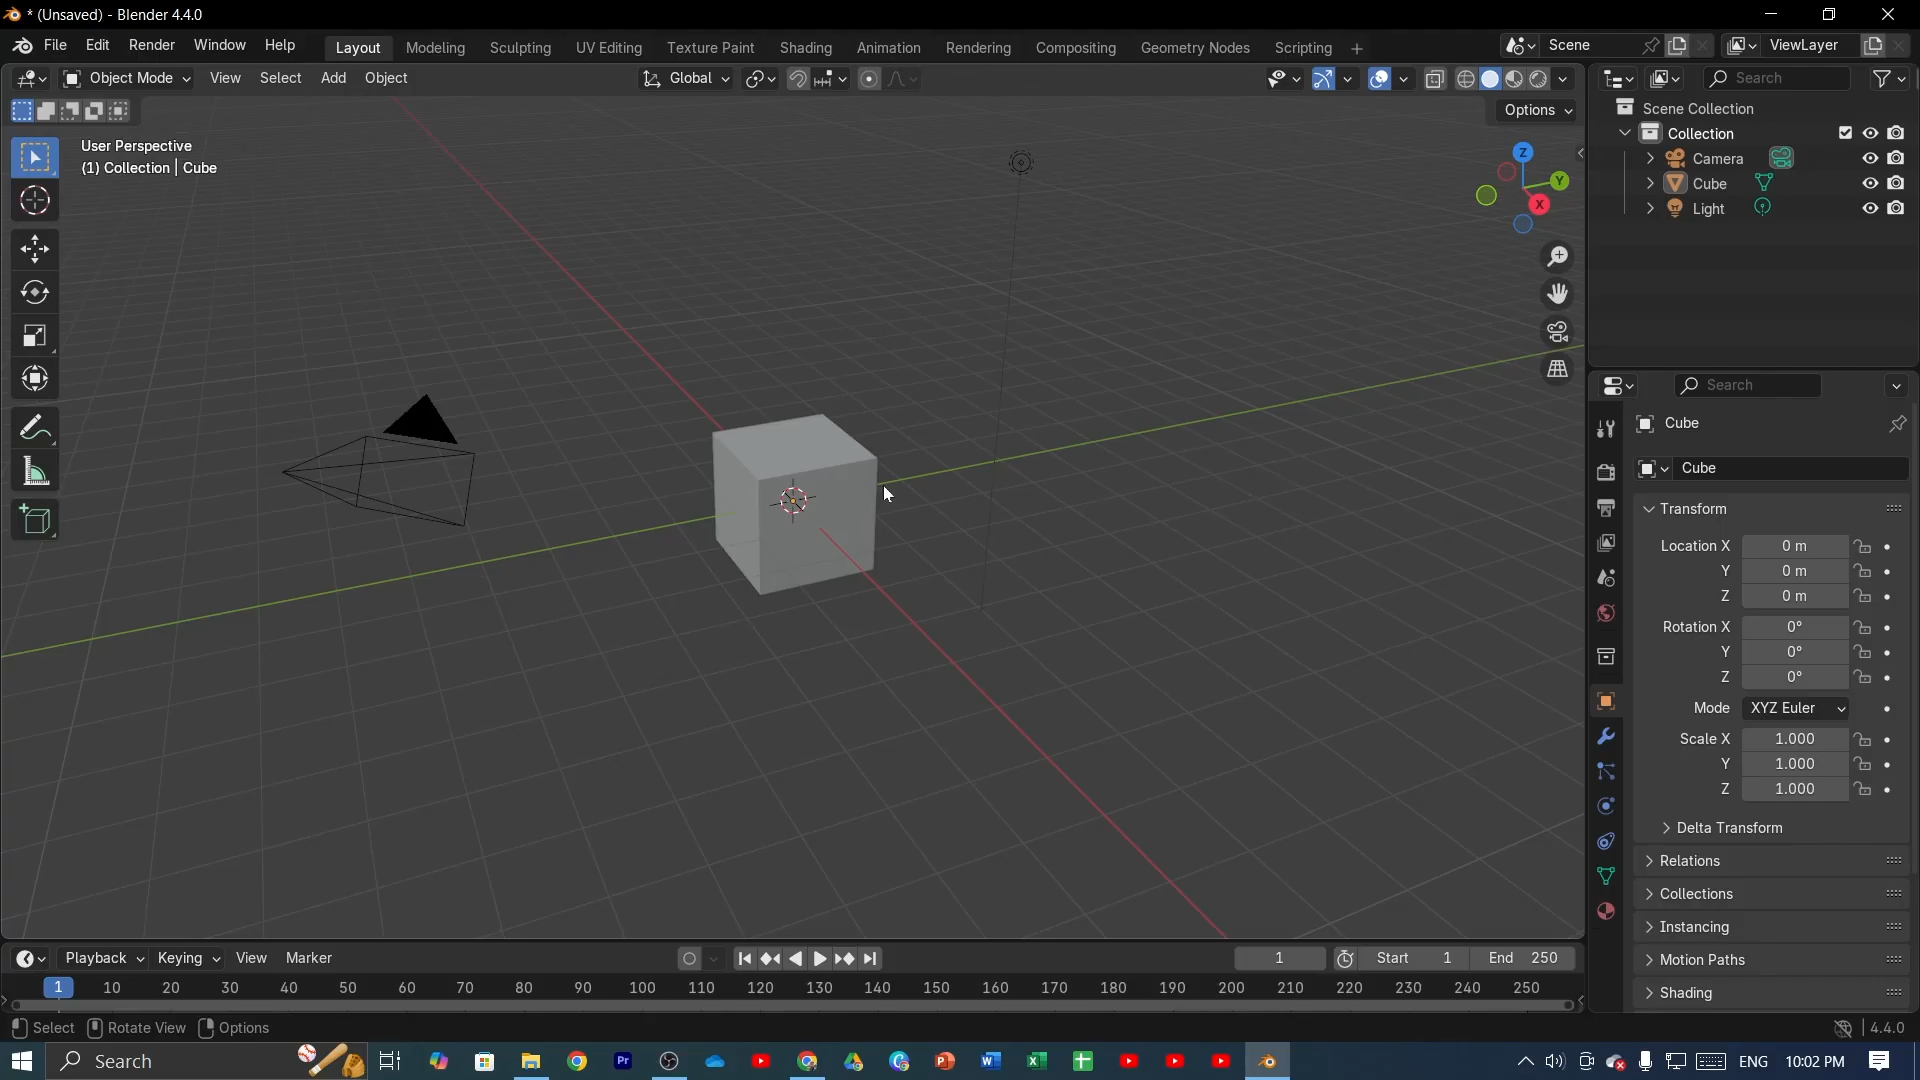 * (Unsaved) - Blender 4.4.0
File Edit Render Window Help
Layout Modeling Sculpting UV Editing Texture Paint Shading Animation Rendering Compositing Geometry Nodes Scripting +
Scene
ViewLayer
Object Mode View Select Add Object
Global
Search
Options
User Perspective
(1) Collection | Cube
Z
Y
X
Scene Collection
Collection
Camera
Cube
Light
Search
Cube
Cube
Transform
Location X 0 m
Y 0 m
Z 0 m
Rotation X 0°
Y 0°
Z 0°
Mode XYZ Euler
Scale X 1.000
Y 1.000
Z 1.000
Delta Transform
Relations
Collections
Instancing
Motion Paths
Shading
Playback Keying View Marker
1
Start 1
End 250
1 10 20 30 40 50 60 70 80 90 100 110 120 130 140 150 160 170 180 190 200 210 220 230 240 250
Select Rotate View Options
4.4.0
Search
Pr
ENG 10:02 PM